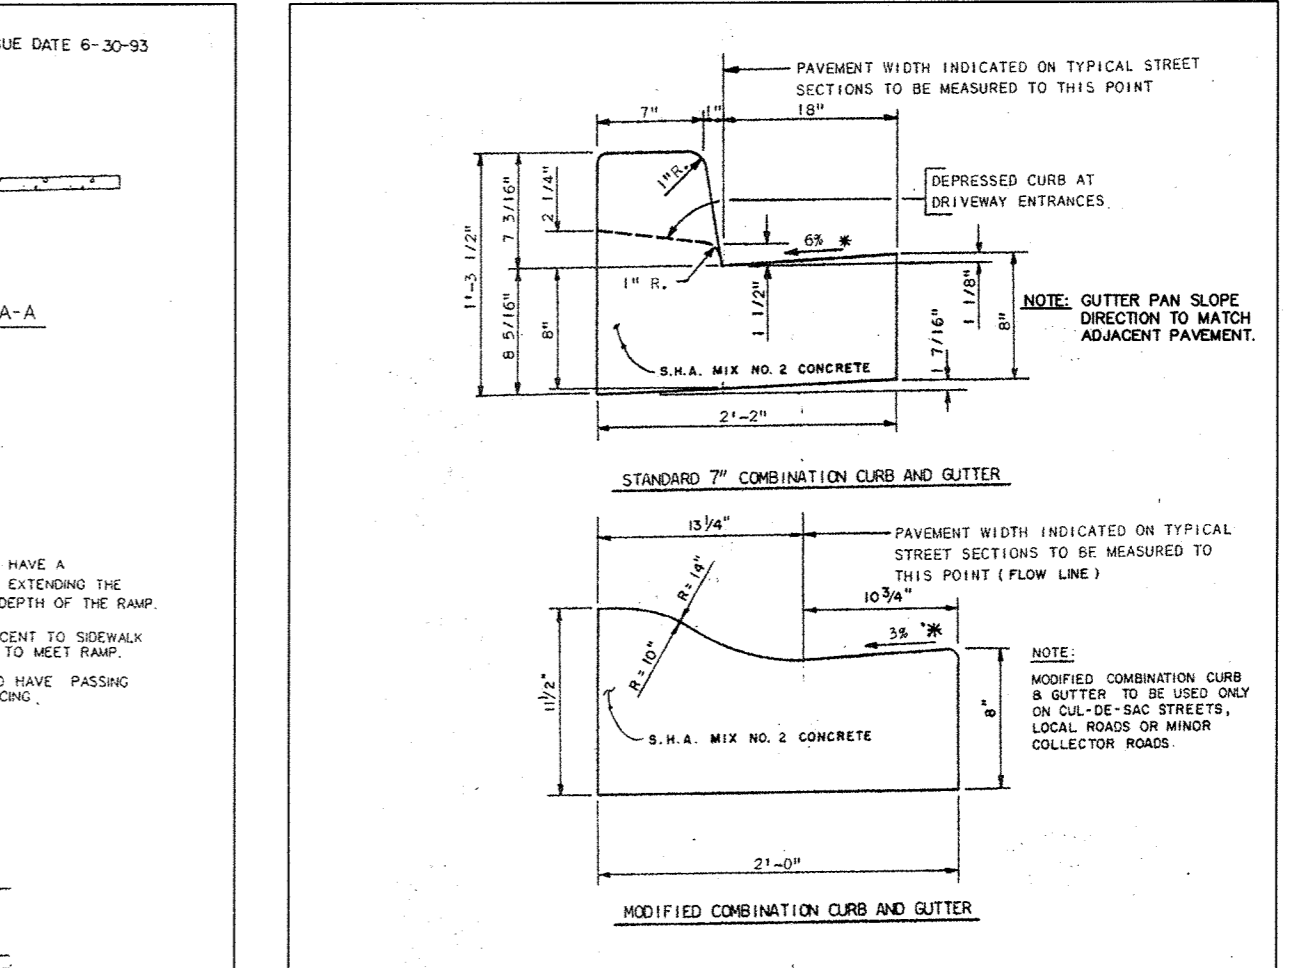 SUE DATE 6-30-93
A-A
HAVE A
EXTENDING THE
DEPTH OF THE RAMP.
CENT TO SIDEWALK
TO MEET RAMP.
HAVE PASSING
CING.
PAVEMENT WIDTH INDICATED ON TYPICAL STREET
SECTIONS TO BE MEASURED TO THIS POINT
7"
1"
18"
1" R.
DEPRESSED CURB AT
DRIVEWAY ENTRANCES.
1'-3 1/2"
7 3/16"
2 1/4"
6% *
1" R.
8 5/16"
8"
1 1/2"
1 1/8"
1 7/16"
8"
NOTE: GUTTER PAN SLOPE
DIRECTION TO MATCH
ADJACENT PAVEMENT.
S.H.A. MIX NO. 2 CONCRETE
2'-2"
STANDARD 7" COMBINATION CURB AND GUTTER
13 1/4"
PAVEMENT WIDTH INDICATED ON TYPICAL
STREET SECTIONS TO BE MEASURED TO
THIS POINT (FLOW LINE)
10 3/4"
R = 14"
R = 10"
3% *
11 1/2"
8"
NOTE:
MODIFIED COMBINATION CURB
& GUTTER TO BE USED ONLY
ON CUL-DE-SAC STREETS,
LOCAL ROADS OR MINOR
COLLECTOR ROADS.
S.H.A. MIX NO. 2 CONCRETE
2'-0"
MODIFIED COMBINATION CURB AND GUTTER